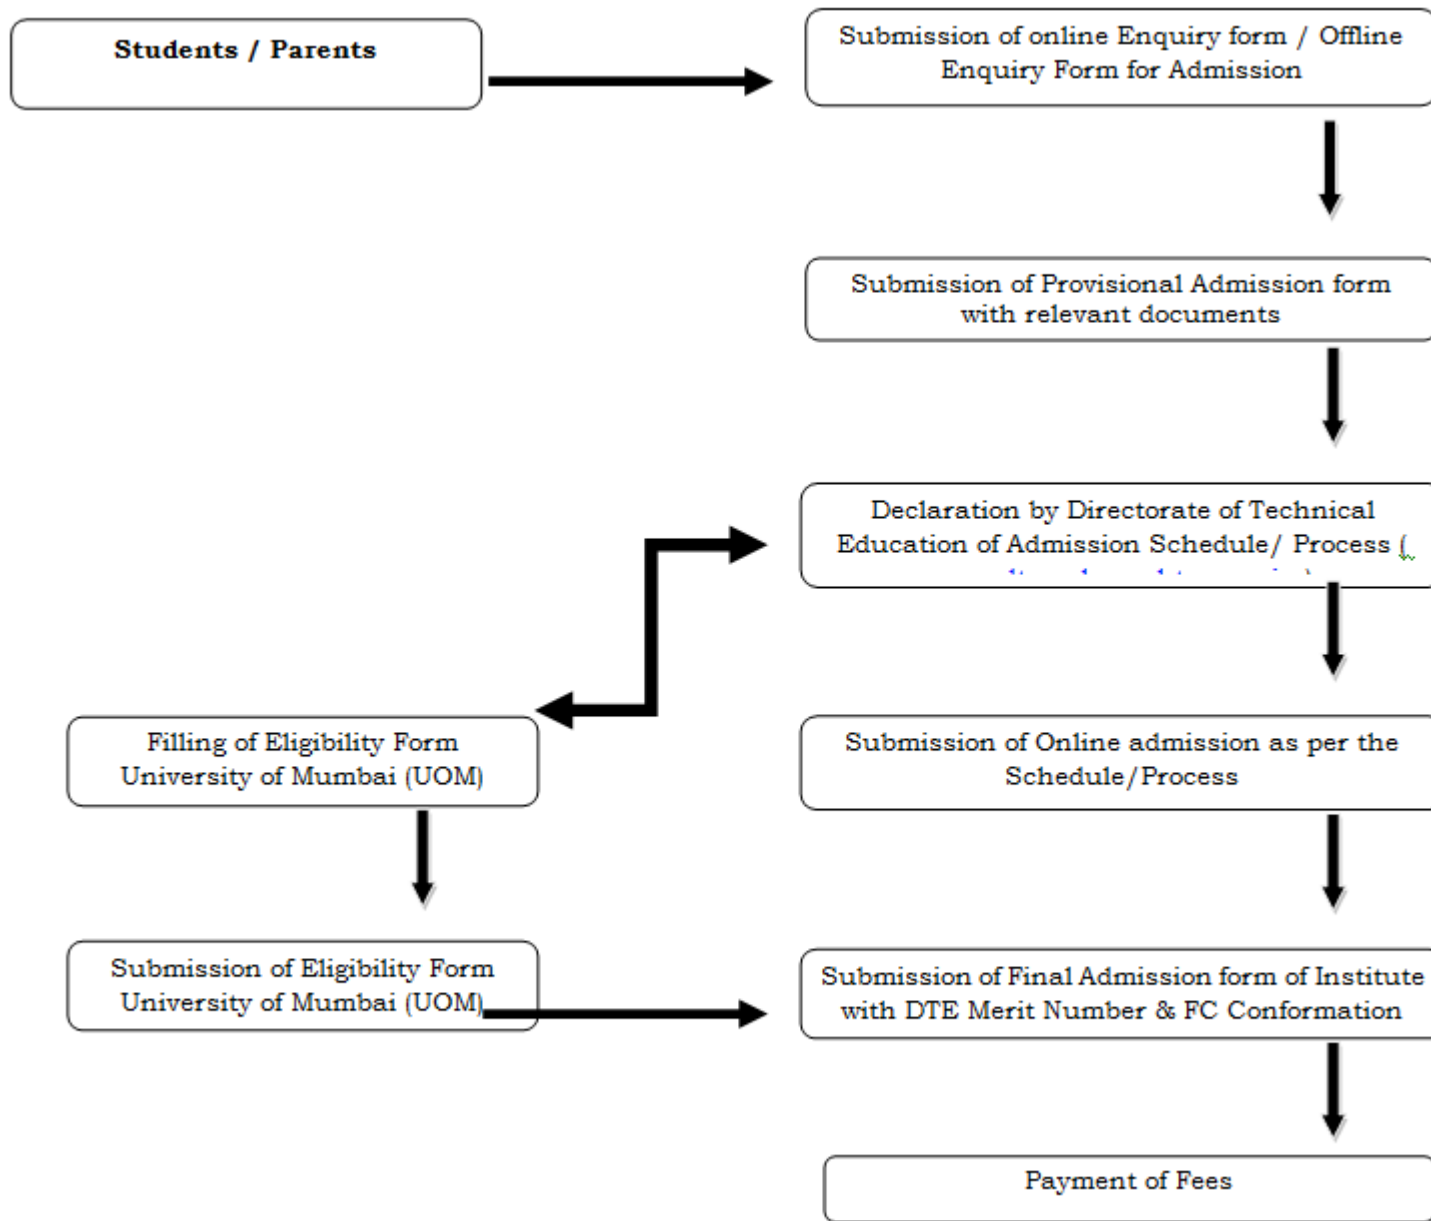 Students / Parents
Submission of online Enquiry form / Offline
Enquiry Form for Admission
Submission of Provisional Admission form
with relevant documents
Declaration by Directorate of Technical
Education of Admission Schedule/ Process (
Filling of Eligibility Form
University of Mumbai (UOM)
Submission of Online admission as per the
Schedule/Process
Submission of Eligibility Form
University of Mumbai (UOM)
Submission of Final Admission form of Institute
with DTE Merit Number & FC Conformation
Payment of Fees